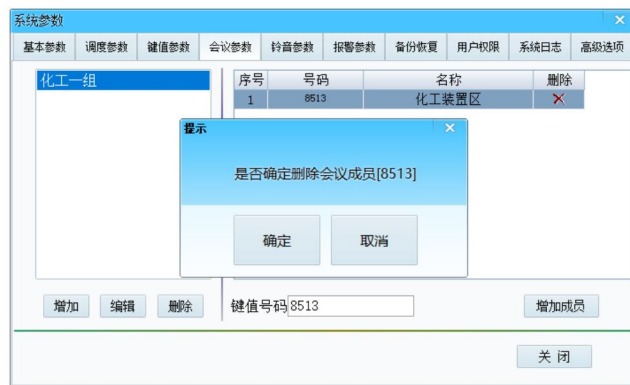 系统参数
基本参数 调度参数 键值参数 会议参数 铃音参数 报警参数 备份恢复 用户权限 系统日志 高级选项
化工一组
序号 号码 名称 删除
1 8513 化工装置区
提示
是否确定删除会议成员[8513]
确定 取消
增加 编辑 删除 键值号码 8513 增加成员
关闭